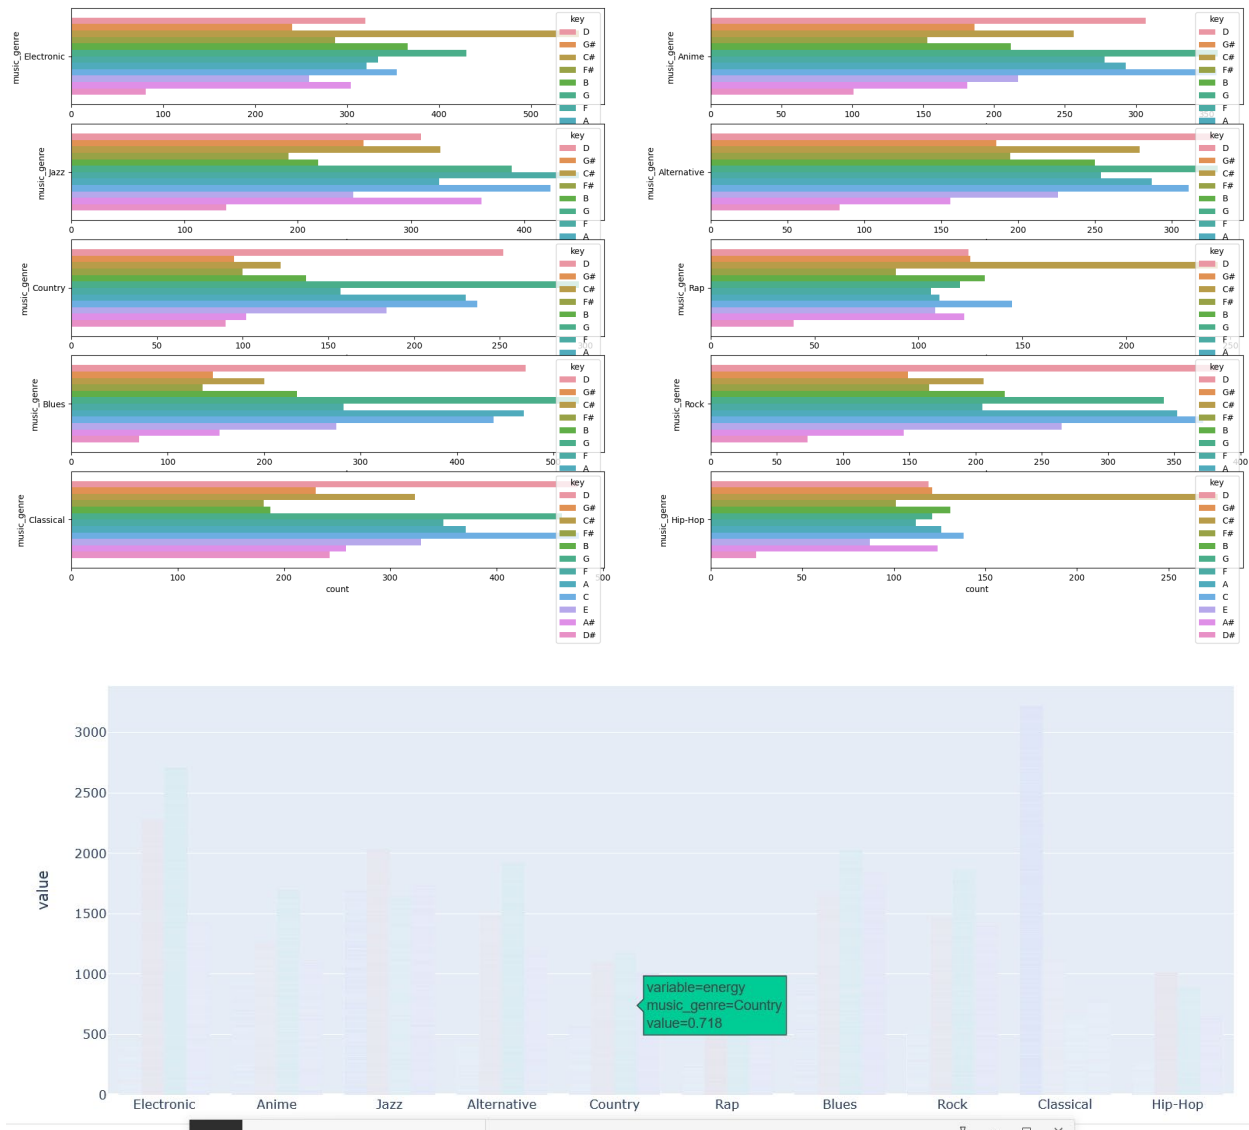 music_genre
Electronic
0 100 200 300 400 500
key
D
G#
C#
F#
B
G
F
A
music_genre
Anime
0 50 100 150 200 250 300 350
key
D
G#
C#
F#
B
G
F
A
music_genre
Jazz
0 100 200 300 400
key
D
G#
C#
F#
B
G
F
A
music_genre
Alternative
0 50 100 150 200 250 300
key
D
G#
C#
F#
B
G
F
A
music_genre
Country
0 50 100 150 200 250 300
key
D
G#
C#
F#
B
G
F
A
music_genre
Rap
0 50 100 150 200 250
key
D
G#
C#
F#
B
G
F
A
music_genre
Blues
0 100 200 300 400
key
D
G#
C#
F#
B
G
F
A
music_genre
Rock
0 50 100 150 200 250 300 350 400
key
D
G#
C#
F#
B
G
F
A
music_genre
Classical
0 100 200 300 400 500
count
key
D
G#
C#
F#
B
G
F
A
C
E
A#
D#
music_genre
Hip-Hop
0 50 100 150 200 250
count
key
D
G#
C#
F#
B
G
F
A
C
E
A#
D#
value
3000
2500
2000
1500
1000
500
0
variable=energy
music_genre=Country
value=0.718
Electronic Anime Jazz Alternative Country Rap Blues Rock Classical Hip-Hop